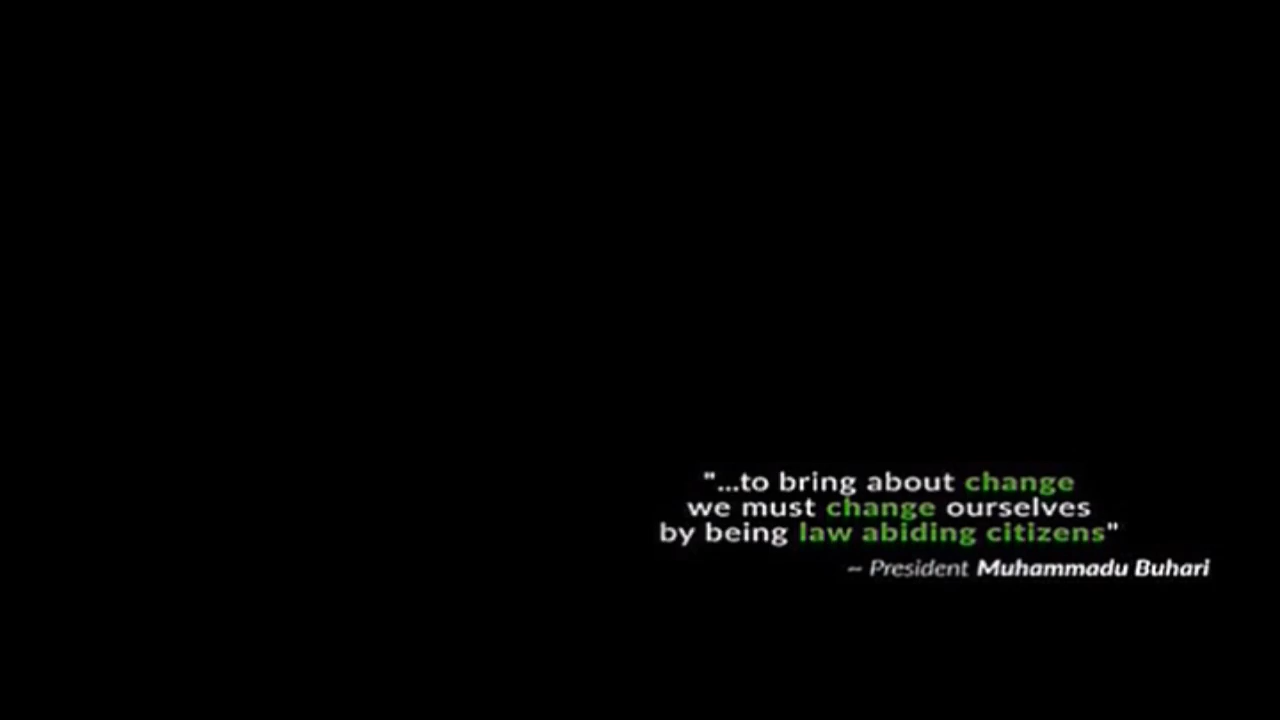 "...to bring about change
we must change ourselves
by being law abiding citizens"
~ President Muhammadu Buhari